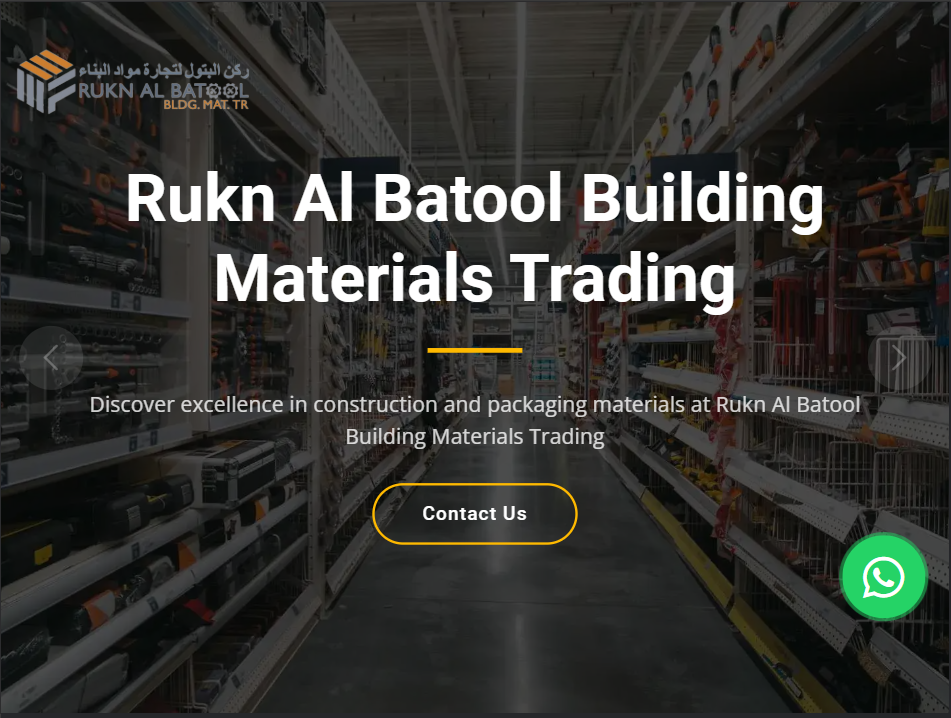 ركن البتول لتجارة مواد البناء
RUKN AL BATOOL
BLDG. MAT. TR
Rukn Al Batool Building
Materials Trading
Discover excellence in construction and packaging materials at Rukn Al Batool
Building Materials Trading
Contact Us